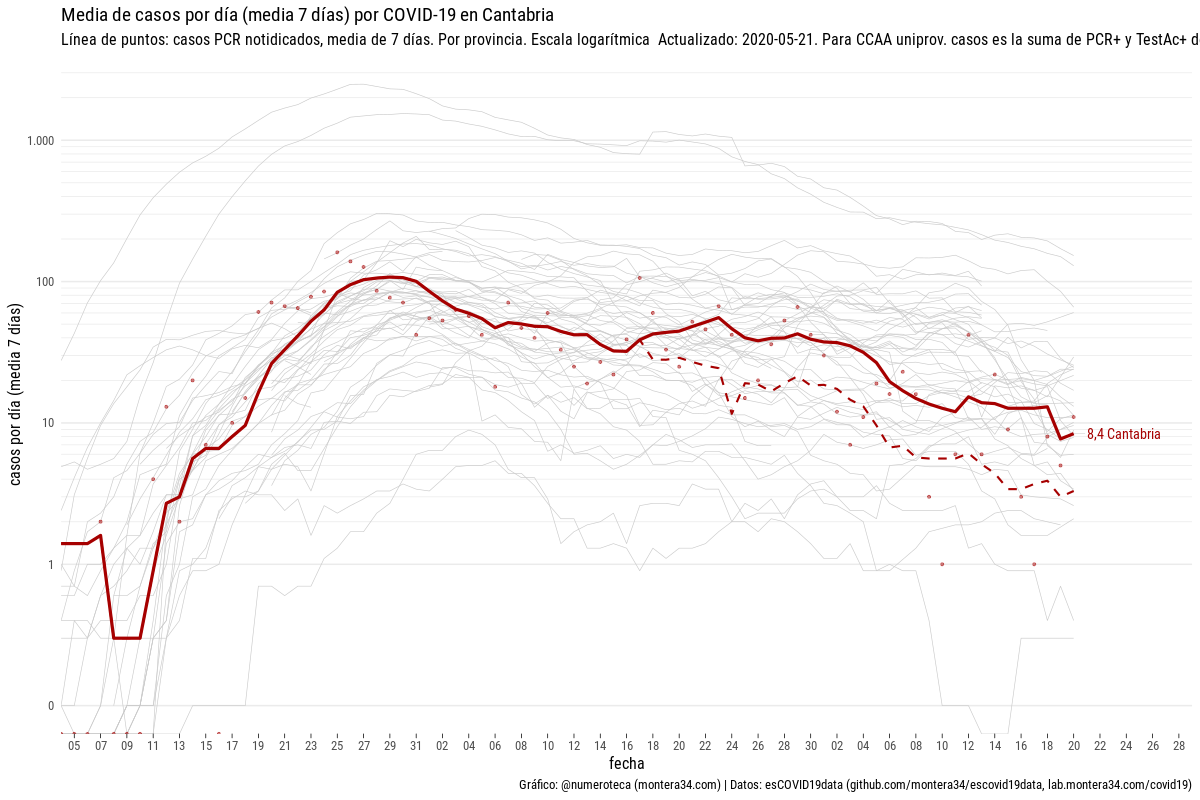 Media de casos por día (media 7 días) por COVID-19 en Cantabria
Línea de puntos: casos PCR notidicados, media de 7 días. Por provincia. Escala logarítmica Actualizado: 2020-05-21. Para CCAA uniprov. casos es la suma de PCR+ y TestAc+ d
casos por día (media 7 días)
1.000
100
10
1
0
8,4 Cantabria
05 07 09 11 13 15 17 19 21 23 25 27 29 31 02 04 06 08 10 12 14 16 18 20 22 24 26 28 30 02 04 06 08 10 12 14 16 18 20 22 24 26 28
fecha
Gráfico: @numeroteca (montera34.com) | Datos: esCOVID19data (github.com/montera34/escovid19data, lab.montera34.com/covid19)